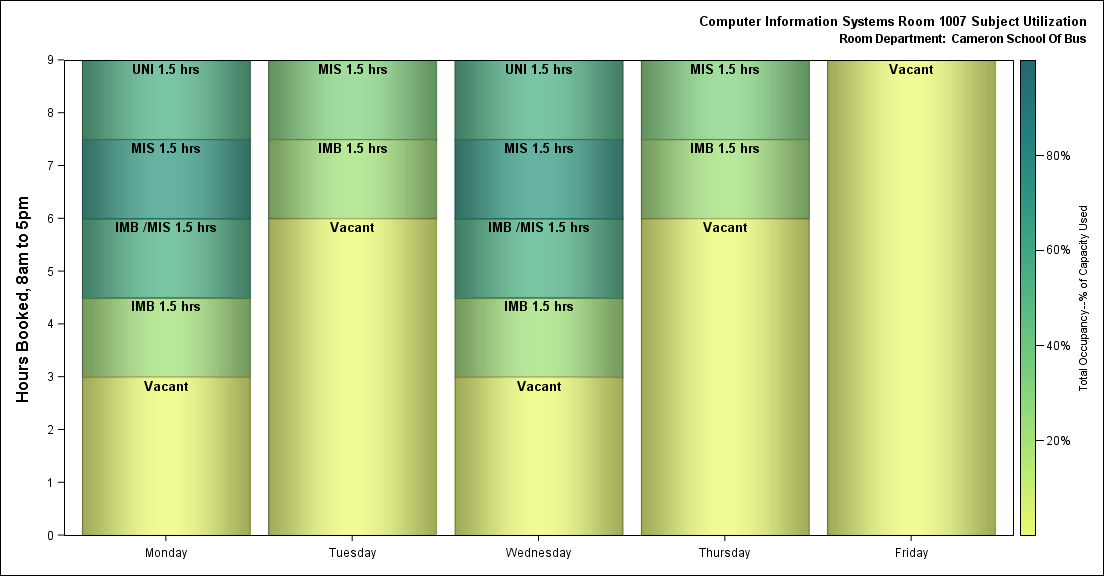 Computer Information Systems Room 1007 Subject Utilization
Room Department: Cameron School Of Bus
Hours Booked, 8am to 5pm
9
8
7
6
5
4
3
2
1
0
UNI 1.5 hrs
MIS 1.5 hrs
IMB /MIS 1.5 hrs
IMB 1.5 hrs
Vacant
MIS 1.5 hrs
IMB 1.5 hrs
Vacant
UNI 1.5 hrs
MIS 1.5 hrs
IMB /MIS 1.5 hrs
IMB 1.5 hrs
Vacant
MIS 1.5 hrs
IMB 1.5 hrs
Vacant
Vacant
Monday
Tuesday
Wednesday
Thursday
Friday
80%
60%
40%
20%
Total Occupancy--% of Capacity Used